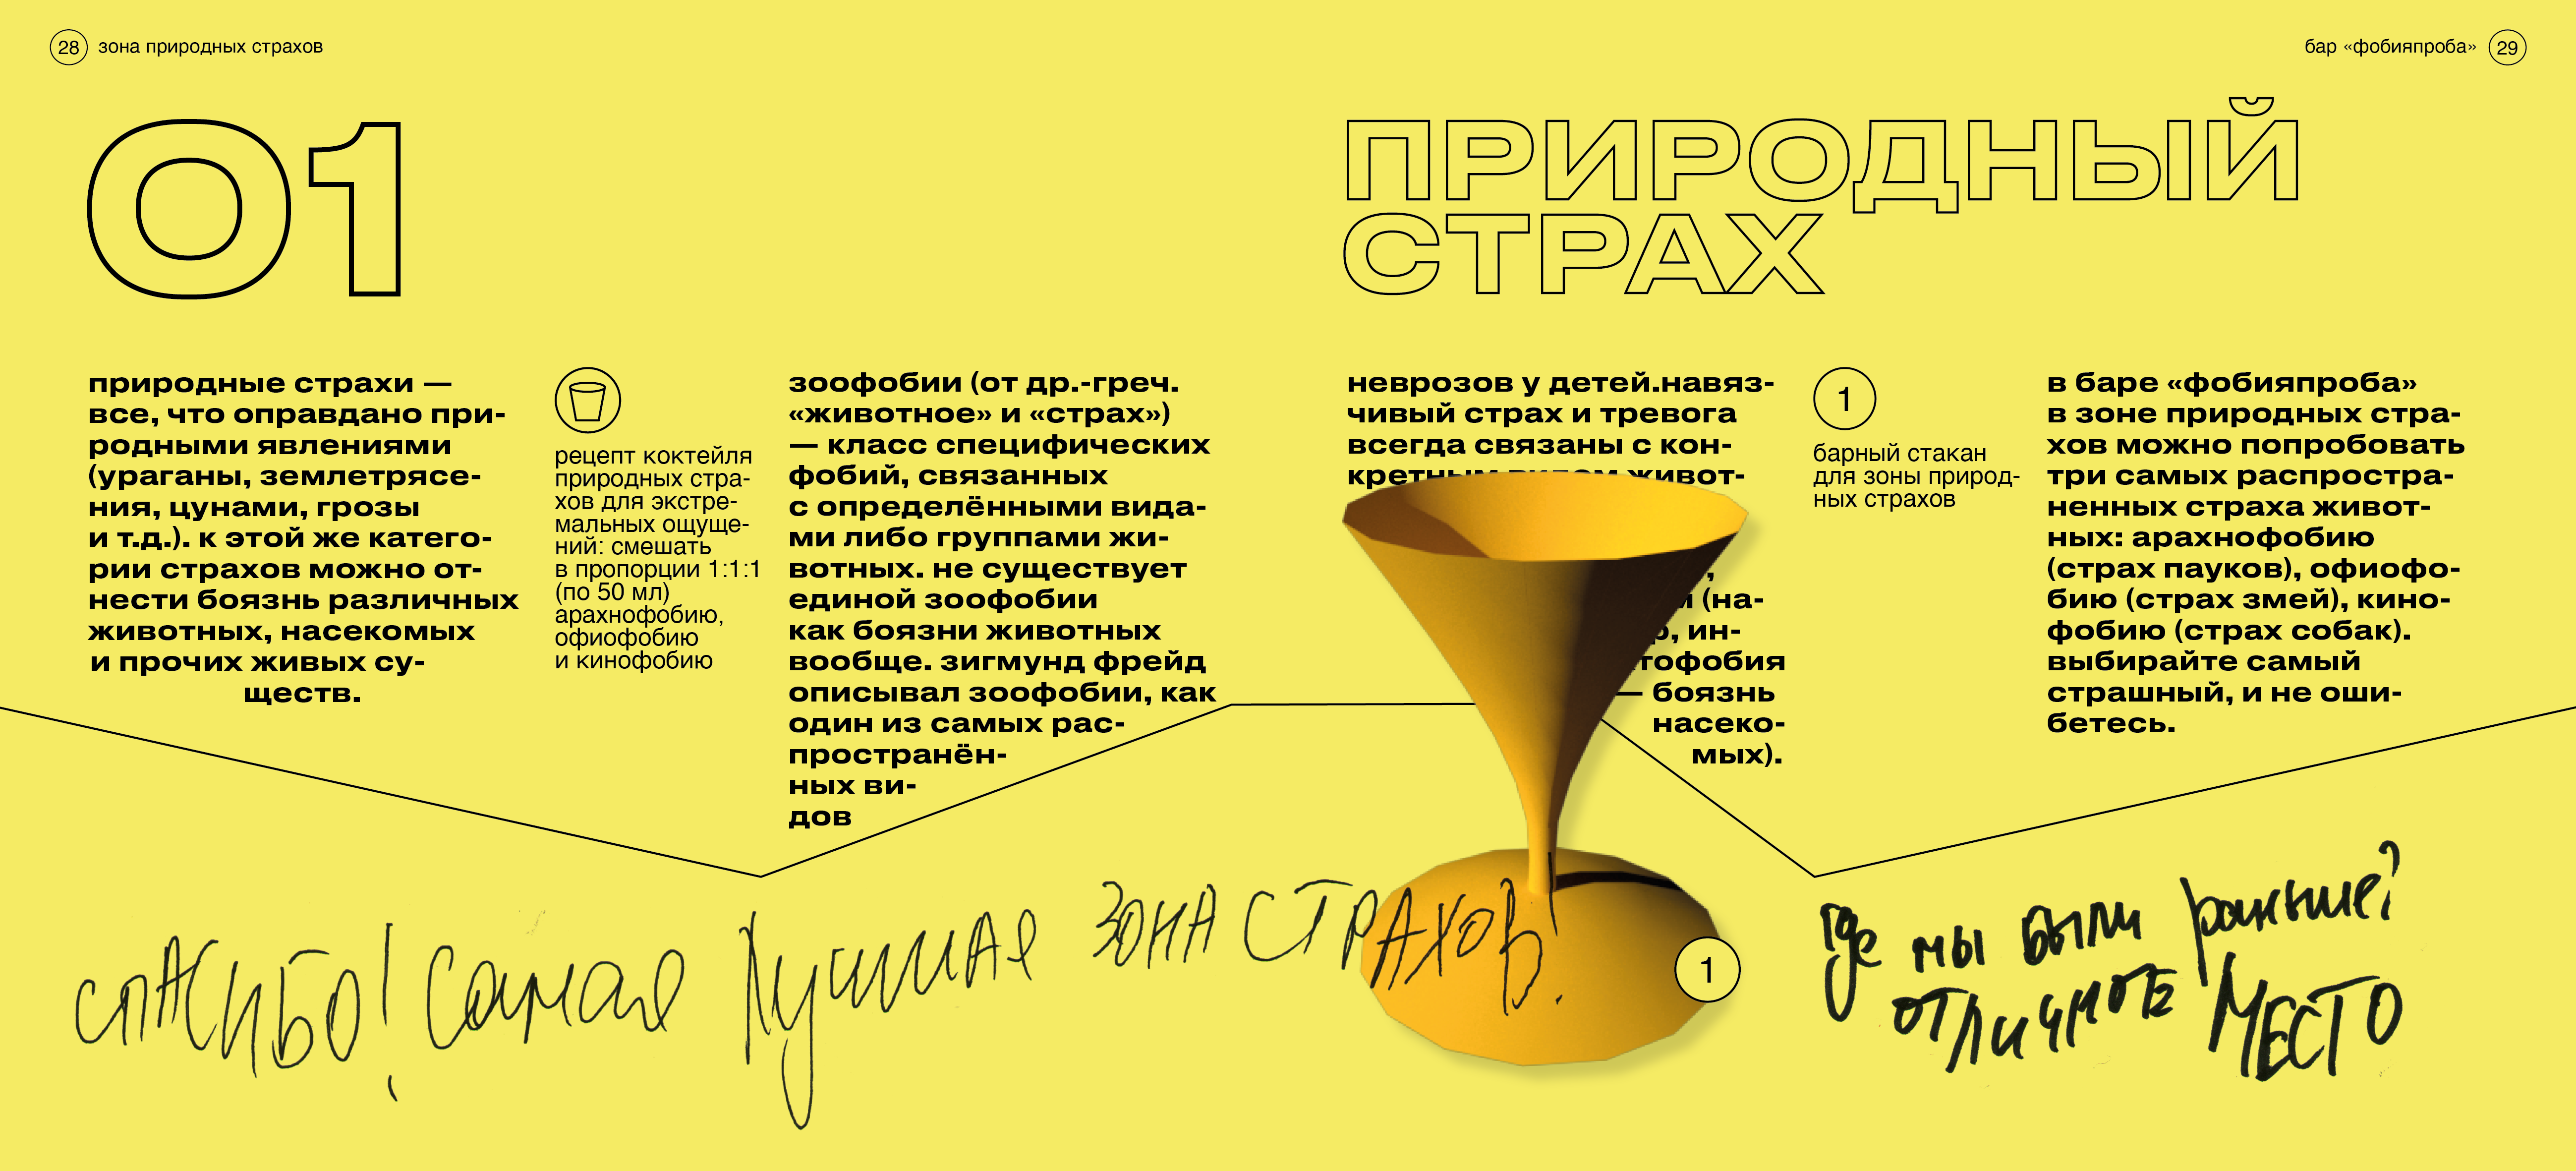 28 зона природных страхов
бар «фобияпроба» 29
01
ПРИРОДНЫЙ
СТРАХ
природные страхи —
все, что оправдано при-
родными явлениями
(ураганы, землетрясе-
ния, цунами, грозы
и т.д.). к этой же катего-
рии страхов можно от-
нести боязнь различных
животных, насекомых
и прочих живых су-
ществ.
рецепт коктейля
природных стра-
хов для экстре-
мальных ощуще-
ний: смешать
в пропорции 1:1:1
(по 50 мл)
арахнофобию,
офиофобию
и кинофобию
зоофобии (от др.-греч.
«животное» и «страх»)
— класс специфических
фобий, связанных
с определёнными вида-
ми либо группами жи-
вотных. не существует
единой зоофобии
как боязни животных
вообще. зигмунд фрейд
описывал зоофобии, как
один из самых рас-
пространён-
ных ви-
дов
неврозов у детей.навяз-
чивый страх и тревога
всегда связаны с кон-
кретным видом живот-
(на-
ин-
тофобия
— боязнь
насеко-
мых).
1
барный стакан
для зоны природ-
ных страхов
в баре «фобияпроба»
в зоне природных стра-
хов можно попробовать
три самых распростра-
ненных страха живот-
ных: арахнофобию
(страх пауков), офиофо-
бию (страх змей), кино-
фобию (страх собак).
выбирайте самый
страшный, и не оши-
бетесь.
спасибо! Самая лучшая зона страхов!
1
где мы были раньше?
отличное место